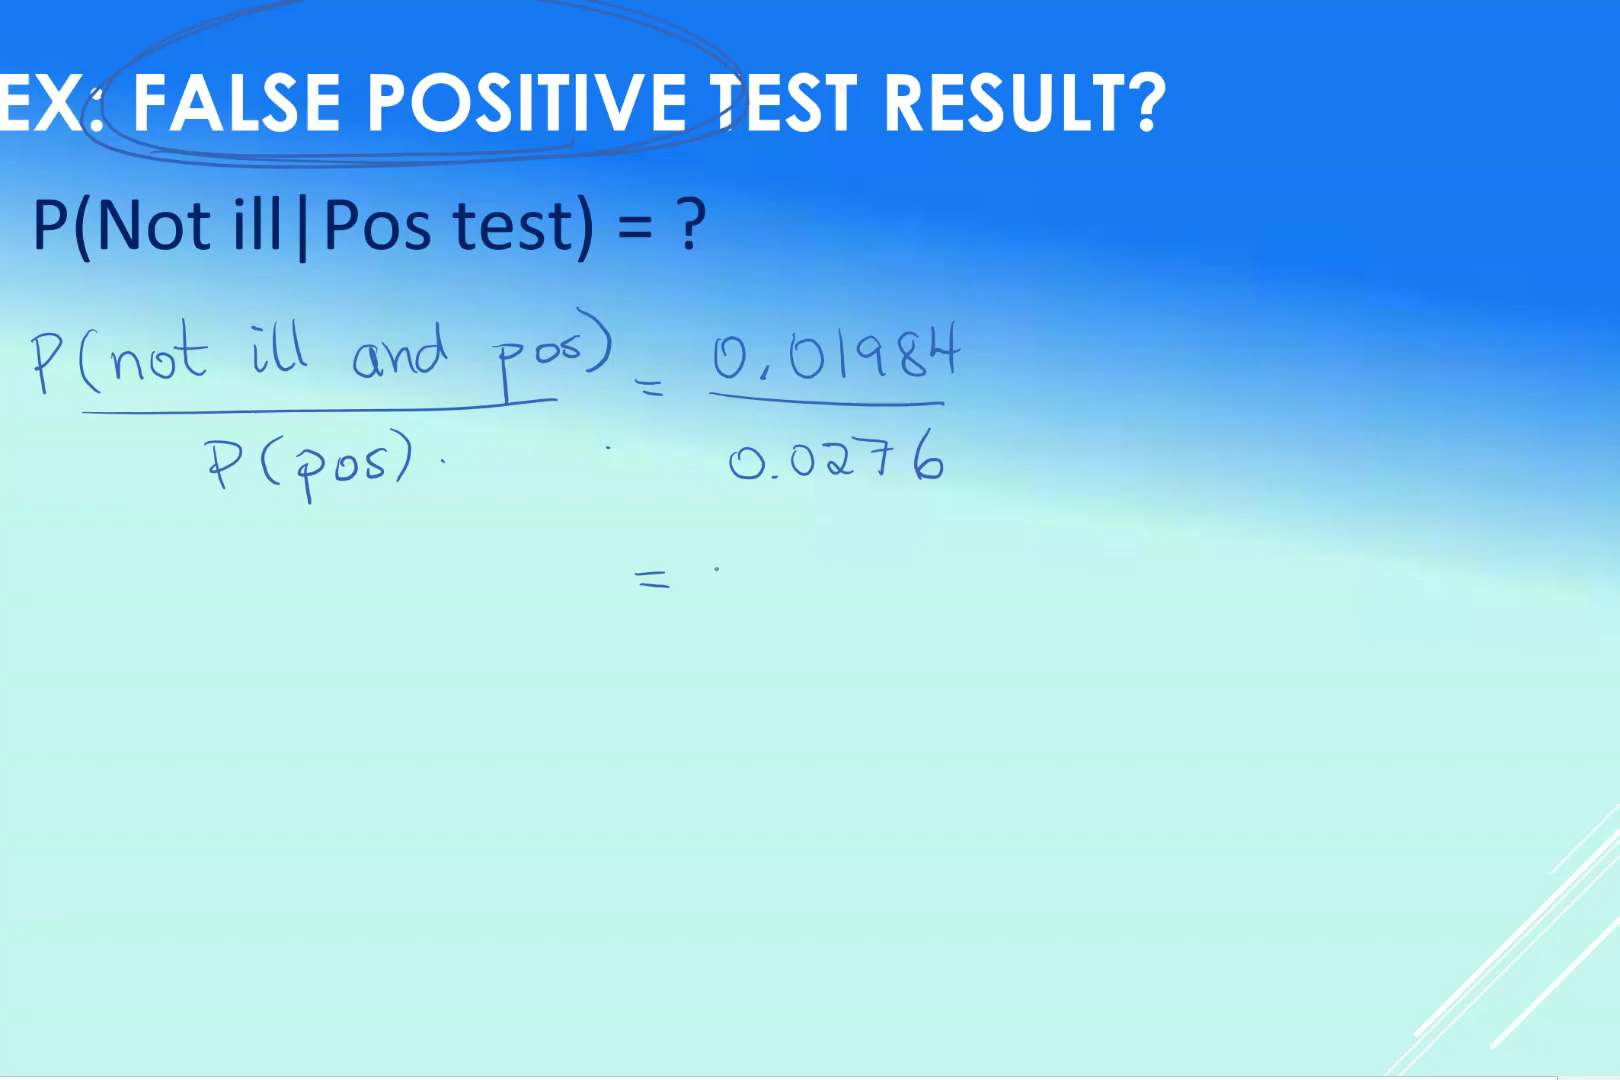 EX: FALSE POSITIVE TEST RESULT?
P(Not ill|Pos test) = ?
P(not ill and pos) = 0.01984
P(pos) 0.0276
=